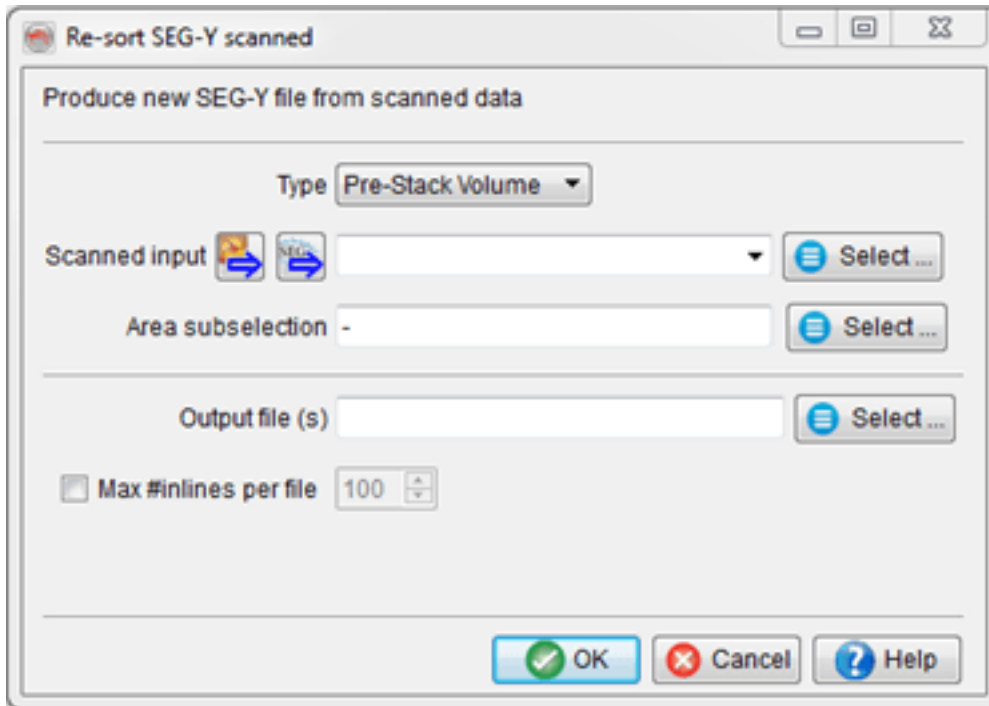 Re-sort SEG-Y scanned
Produce new SEG-Y file from scanned data
Type Pre-Stack Volume
Scanned input SEG Select ...
Area subselection - Select ...
Output file (s) Select ...
Max #inlines per file 100
OK Cancel Help